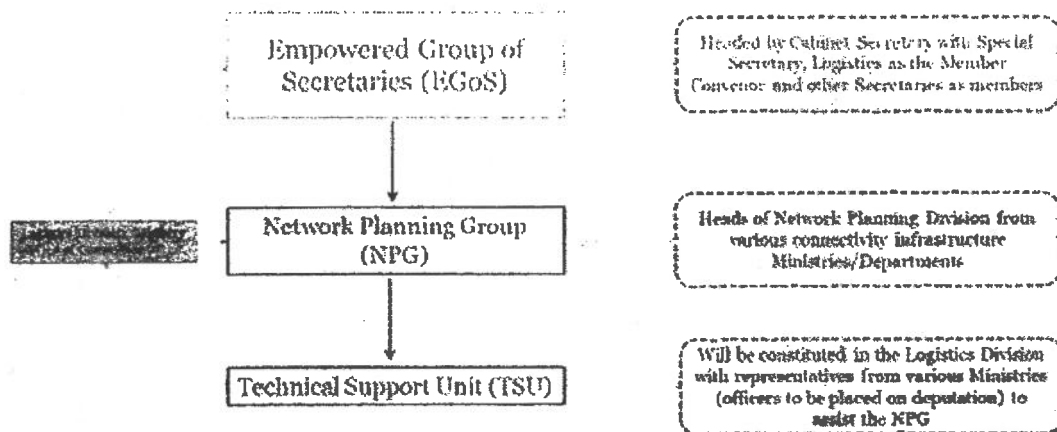 Empowered Group of
Secretaries (EGoS)
Headed by Cabinet Secretary with Special
Secretary, Logistics as the Member
Convenor and other Secretaries as members
Network Planning Group
(NPG)
Heads of Network Planning Division from
various connectivity infrastructure
Ministries/Departments
Technical Support Unit (TSU)
Will be constituted in the Logistics Division
with representatives from various Ministries
(officers to be placed on deputation) to
assist the NPG